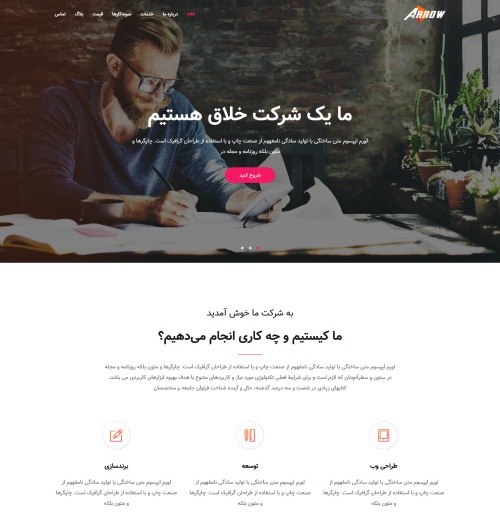 ARROW
خانه درباره ما خدمات نمونه‌کارها قیمت بلاگ تماس
ما یک شرکت خلاق هستیم
لورم ایپسوم متن ساختگی با تولید سادگی نامفهوم از صنعت چاپ و با استفاده از طراحان گرافیک است. چاپگرها و
متون بلکه روزنامه و مجله در
شروع کنید
به شرکت ما خوش آمدید
ما کیستیم و چه کاری انجام می‌دهیم؟
لورم ایپسوم متن ساختگی با تولید سادگی نامفهوم از صنعت چاپ و با استفاده از طراحان گرافیک است. چاپگرها و متون بلکه روزنامه و مجله
در ستون و سطرآنچنان که لازم است و برای شرایط فعلی تکنولوژی مورد نیاز و کاربردهای متنوع با هدف بهبود ابزارهای کاربردی می باشد.
کتابهای زیادی در شصت و سه درصد گذشته، حال و آینده شناخت فراوان جامعه و متخصصان
طراحی وب
لورم ایپسوم متن ساختگی با تولید سادگی نامفهوم از
صنعت چاپ و با استفاده از طراحان گرافیک است. چاپگرها
و متون بلکه
توسعه
لورم ایپسوم متن ساختگی با تولید سادگی نامفهوم از
صنعت چاپ و با استفاده از طراحان گرافیک است. چاپگرها
و متون بلکه
برندسازی
لورم ایپسوم متن ساختگی با تولید سادگی نامفهوم از
صنعت چاپ و با استفاده از طراحان گرافیک است. چاپگرها
و متون بلکه